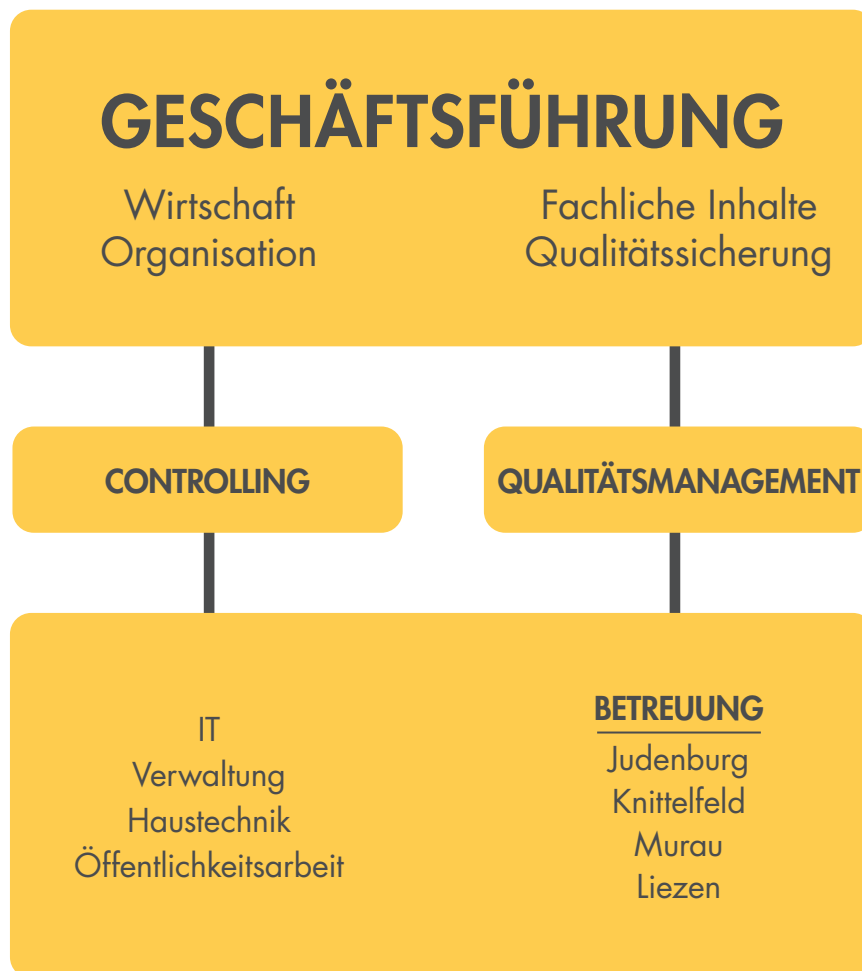 GESCHÄFTSFÜHRUNG
Wirtschaft
Organisation
Fachliche Inhalte
Qualitätssicherung
CONTROLLING
QUALITÄTSMANAGEMENT
IT
Verwaltung
Haustechnik
Öffentlichkeitsarbeit
BETREUUNG
Judenburg
Knittelfeld
Murau
Liezen